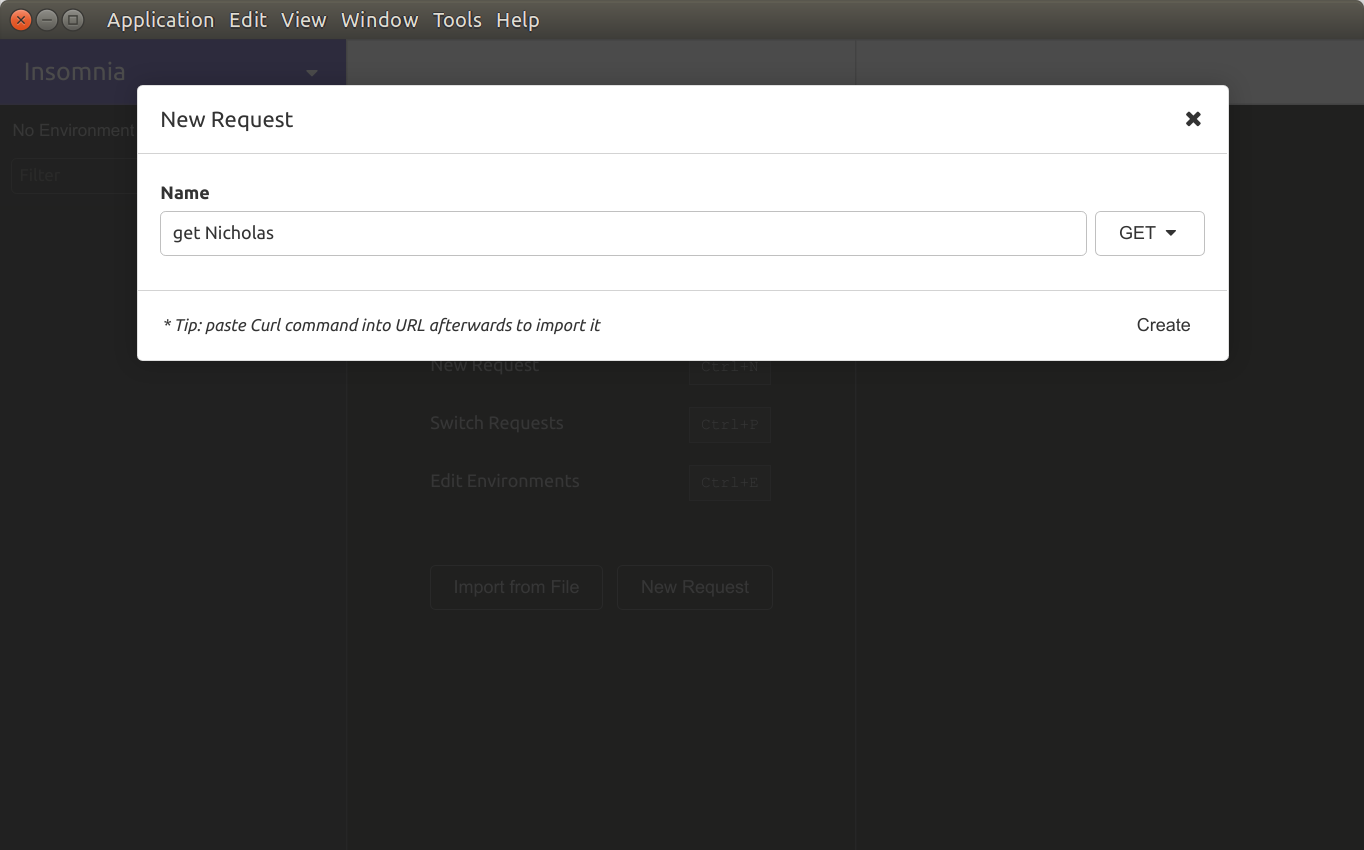 Application Edit View Window Tools Help
Insomnia
New Request
No Environment
Filter
Name
get Nicholas
GET
* Tip: paste Curl command into URL afterwards to import it
Create
New Request Ctrl+N
Switch Requests Ctrl+P
Edit Environments Ctrl+E
Import from File New Request